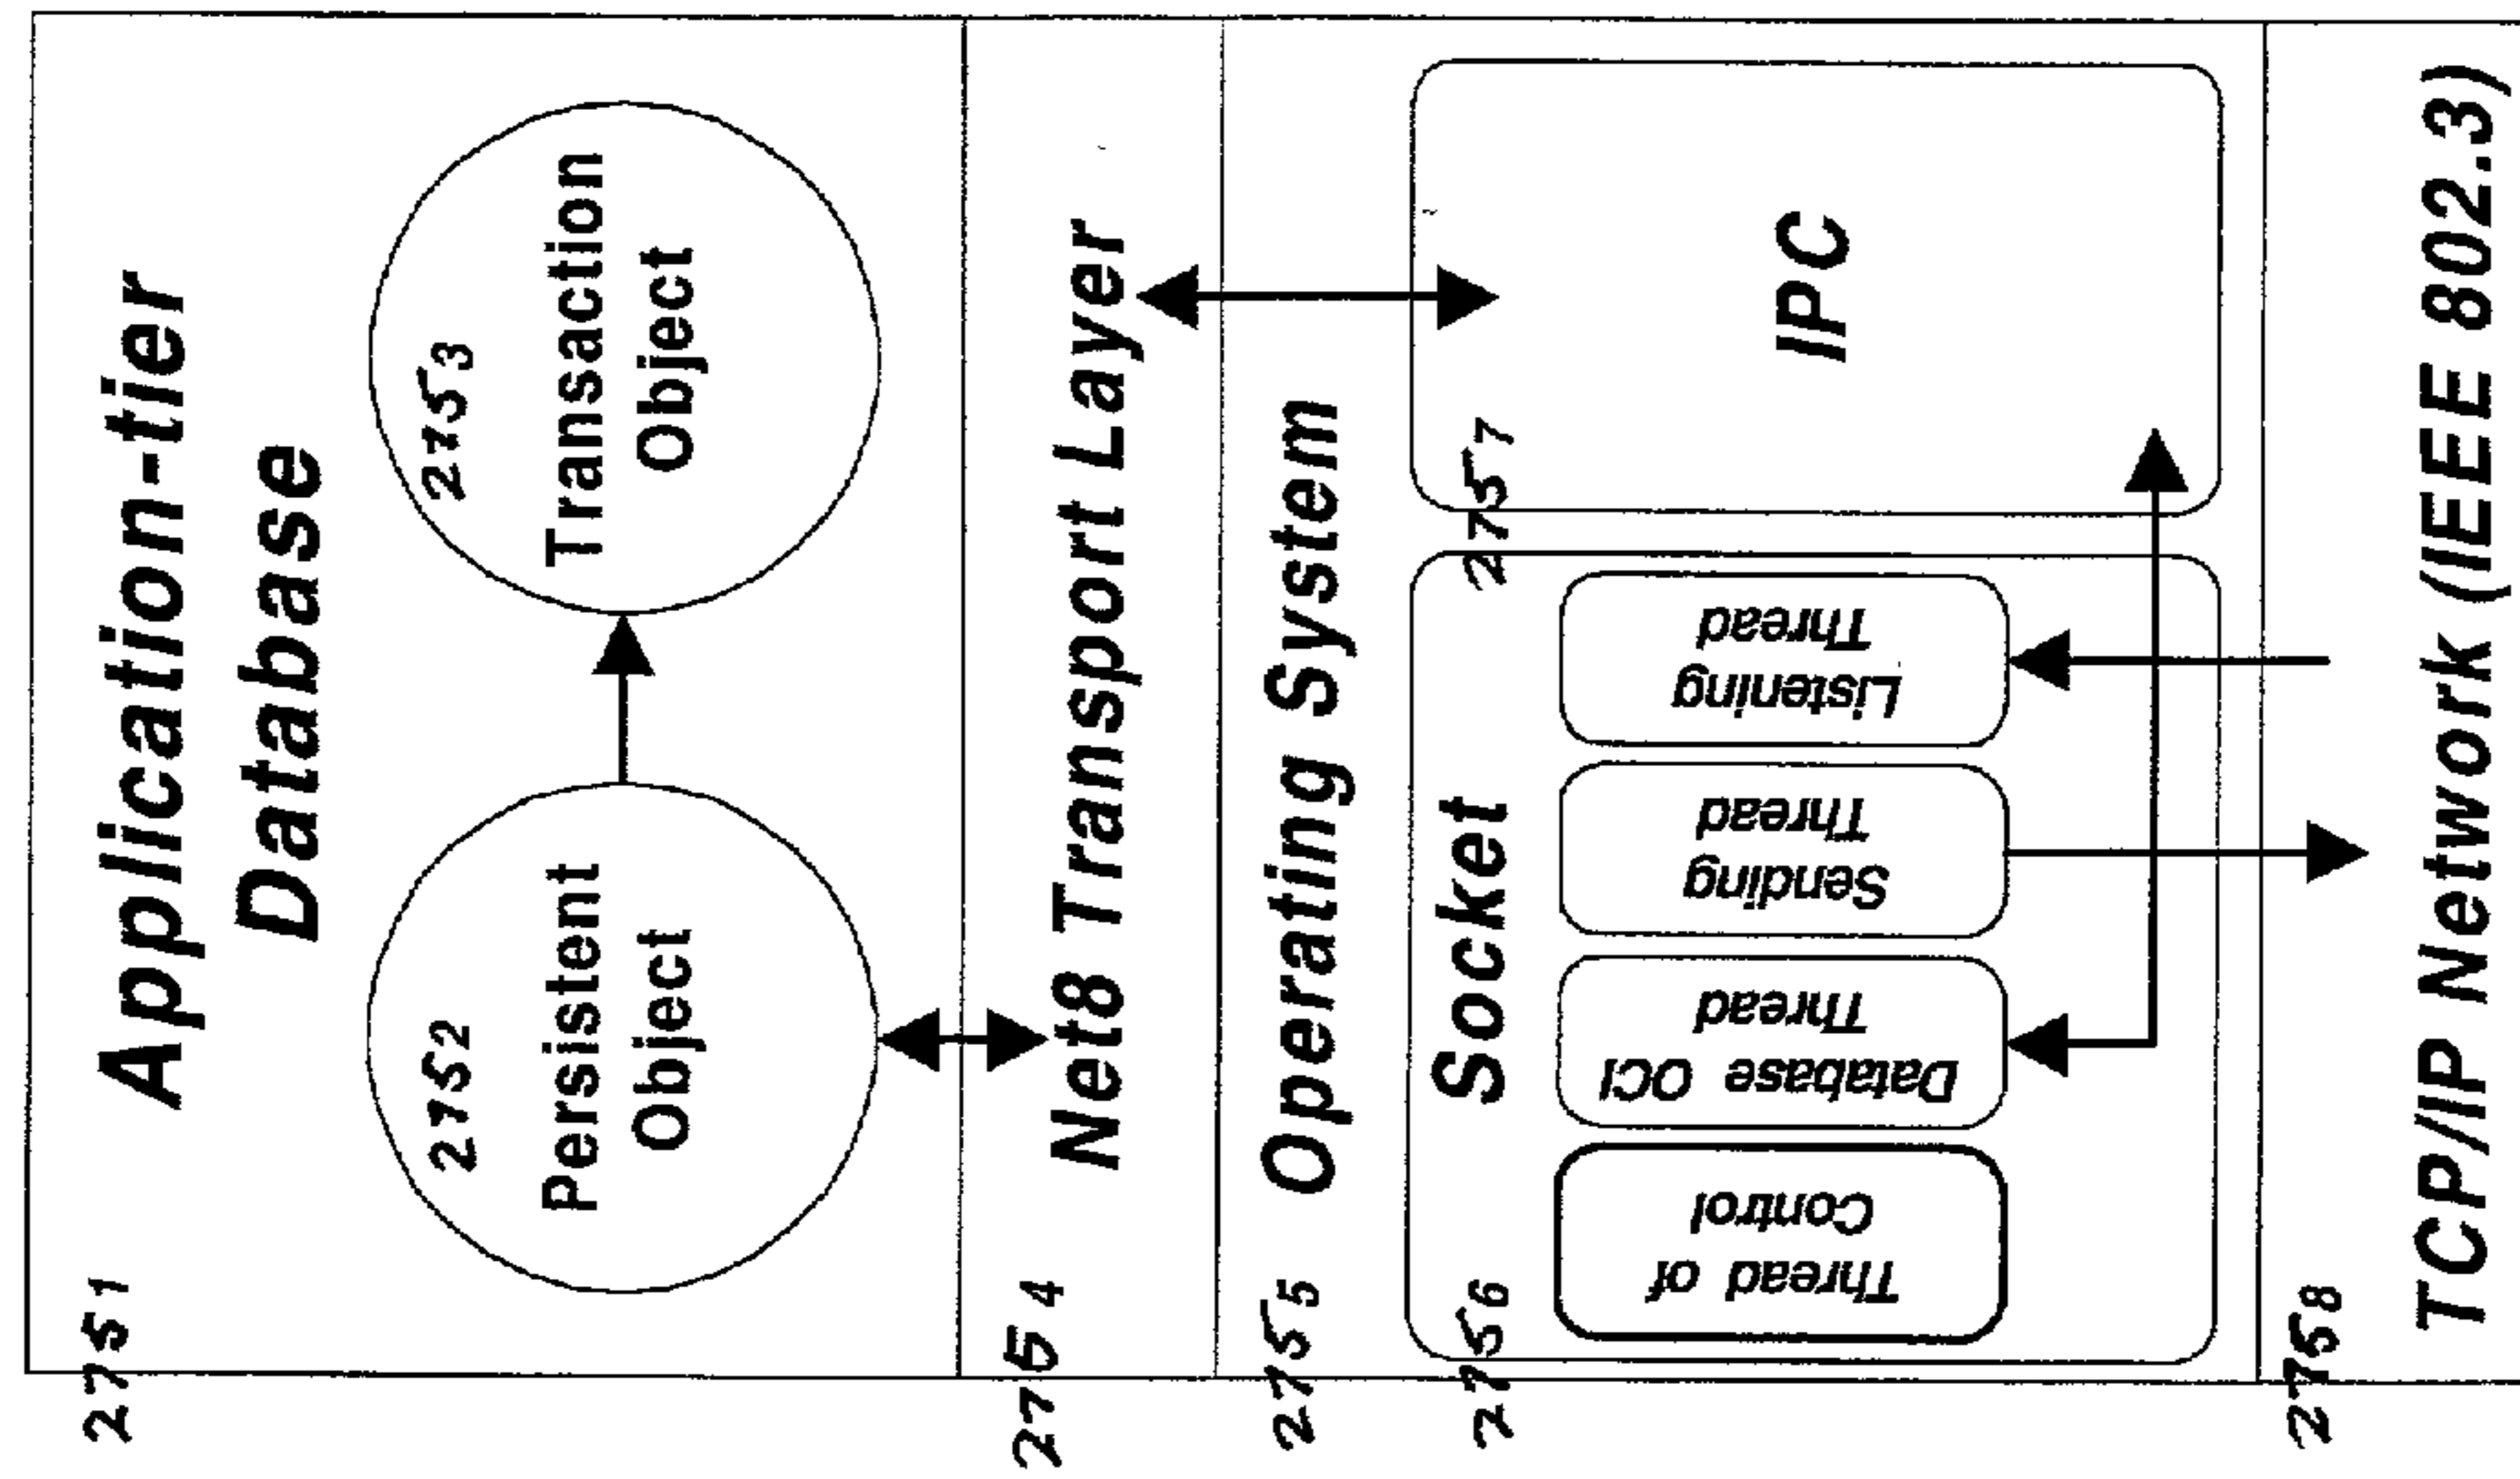 2751
Application-tier
Database
2752
Persistent
Object
2753
Transaction
Object
2754
Net8 Transport Layer
2755
Operating System
2756
Socket
Thread of
Control
Database OCI
Thread
Sending
Thread
Listening
Thread
2757
IPC
2758
TCP/IP Network (IEEE 802.3)